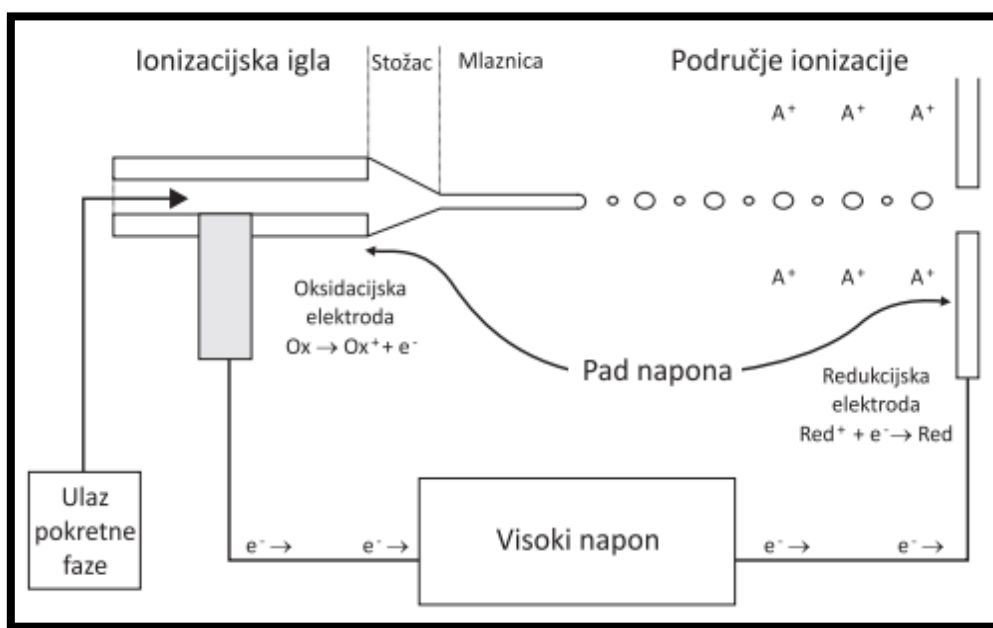 Ionizacijska igla
Stožac
Mlaznica
Područje ionizacije
A⁺ A⁺ A⁺
A⁺ A⁺ A⁺
Oksidacijska
elektroda
Ox → Ox⁺ + e⁻
Pad napona
Redukcijska
elektroda
Red⁺ + e⁻ → Red
Ulaz
pokretne
faze
e⁻ → e⁻ →
Visoki napon
e⁻ → e⁻ →